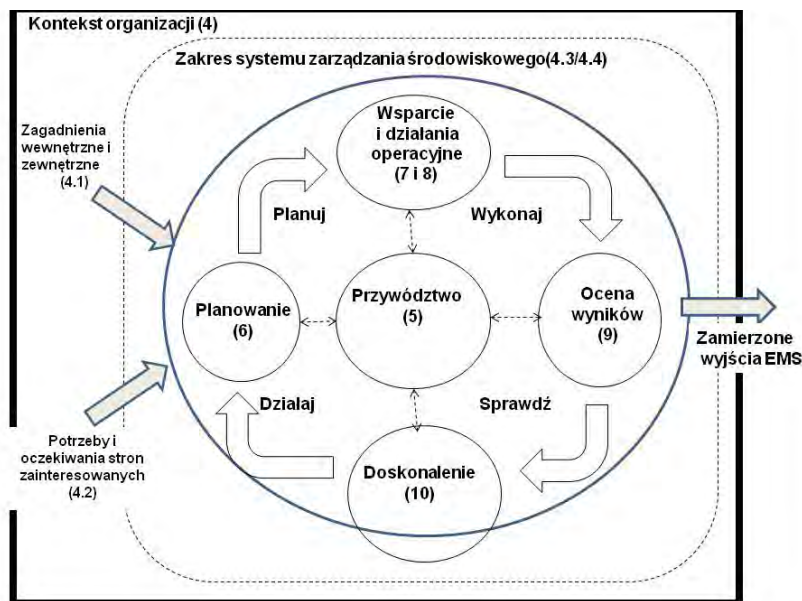 Kontekst organizacji (4)
Zakres systemu zarządzania środowiskowego(4.3/4.4)
Zagadnienia
wewnętrzne i
zewnętrzne
(4.1)
Wsparcie
i działania
operacyjne
(7 i 8)
Planuj
Wykonaj
Planowanie
(6)
Przywództwo
(5)
Ocena
wyników
(9)
Zamierzone
wyjścia EMS
Działaj
Sprawdź
Potrzeby i
oczekiwania stron
zainteresowanych
(4.2)
Doskonalenie
(10)